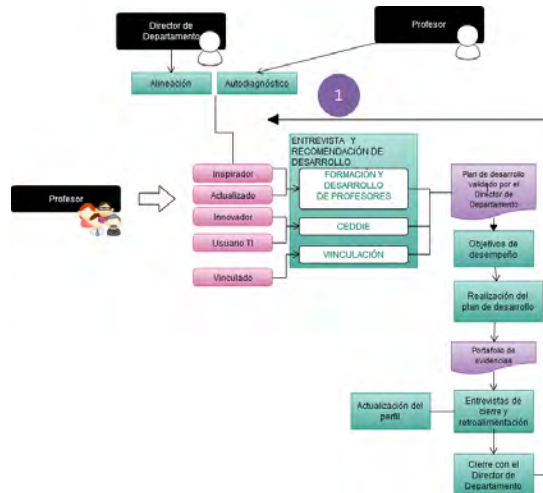 Director de
Departamento
Profesor
Alineación
Autodiagnóstico
1
ENTREVISTA Y
RECOMENDACIÓN DE
DESARROLLO
Inspirador
Actualizado
Innovador
Usuario TI
Vinculado
FORMACIÓN Y
DESARROLLO
DE PROFESORES
CEDDIE
VIINCULACIÓN
Profesor
Plan de desarrollo
validado por el
Director de
Departamento
Objetivos de
desempeño
Realización del
plan de desarrollo
Portafolio de
evidencias
Actualización del
perfil
Entrevistas de
cierre y
retroalimentación
Cierre con el
Director de
Departamento